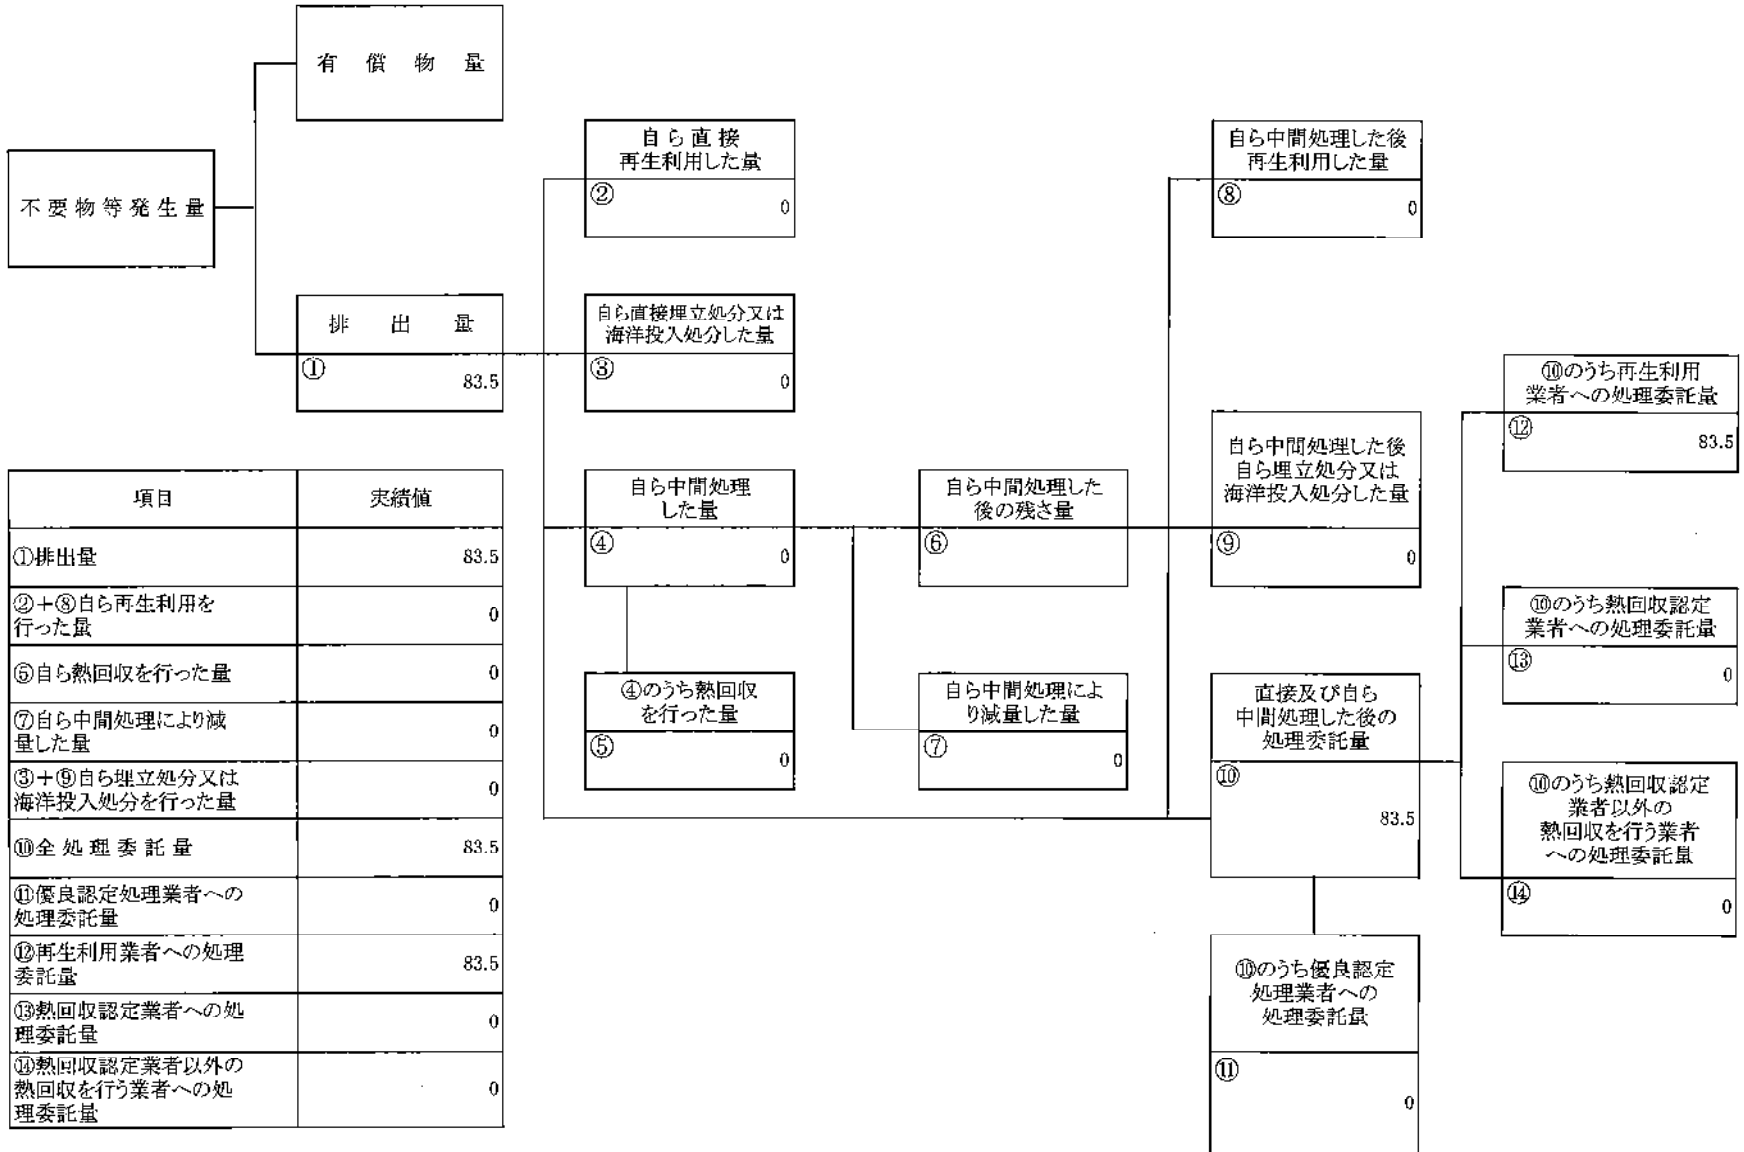 有償物量
不要物等発生量
排出量
①
83.5
自ら直接
再生利用した量
②
0
自ら直接埋立処分又は
海洋投入処分した量
③
0
自ら中間処理
した量
④
0
④のうち熱回収
を行った量
⑤
0
自ら中間処理した
後の残さ量
⑥
自ら中間処理によ
り減量した量
⑦
0
自ら中間処理した後
再生利用した量
⑧
0
自ら中間処理した後
自ら埋立処分又は
海洋投入処分した量
⑨
0
直接及び自ら
中間処理した後の
処理委託量
⑩
83.5
⑩のうち優良認定
処理業者への
処理委託量
⑪
0
⑩のうち再生利用
業者への処理委託量
⑫
83.5
⑩のうち熱回収認定
業者への処理委託量
⑬
0
⑩のうち熱回収認定
業者以外の
熱回収を行う業者
への処理委託量
⑭
0
項目 実績値
①排出量 83.5
②+⑧自ら再生利用を
行った量 0
⑤自ら熱回収を行った量 0
⑦自ら中間処理により減
量した量 0
③+⑨自ら埋立処分又は
海洋投入処分を行った量 0
⑩全処理委託量 83.5
⑪優良認定処理業者への
処理委託量 0
⑫再生利用業者への処理
委託量 83.5
⑬熱回収認定業者への処
理委託量 0
⑭熱回収認定業者以外の
熱回収を行う業者への処
理委託量 0